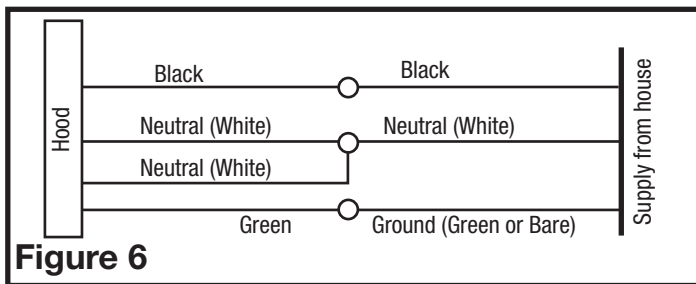 Black
Black
Neutral (White)
Neutral (White)
Neutral (White)
Green
Ground (Green or Bare)
Hood
Supply from house
Figure 6